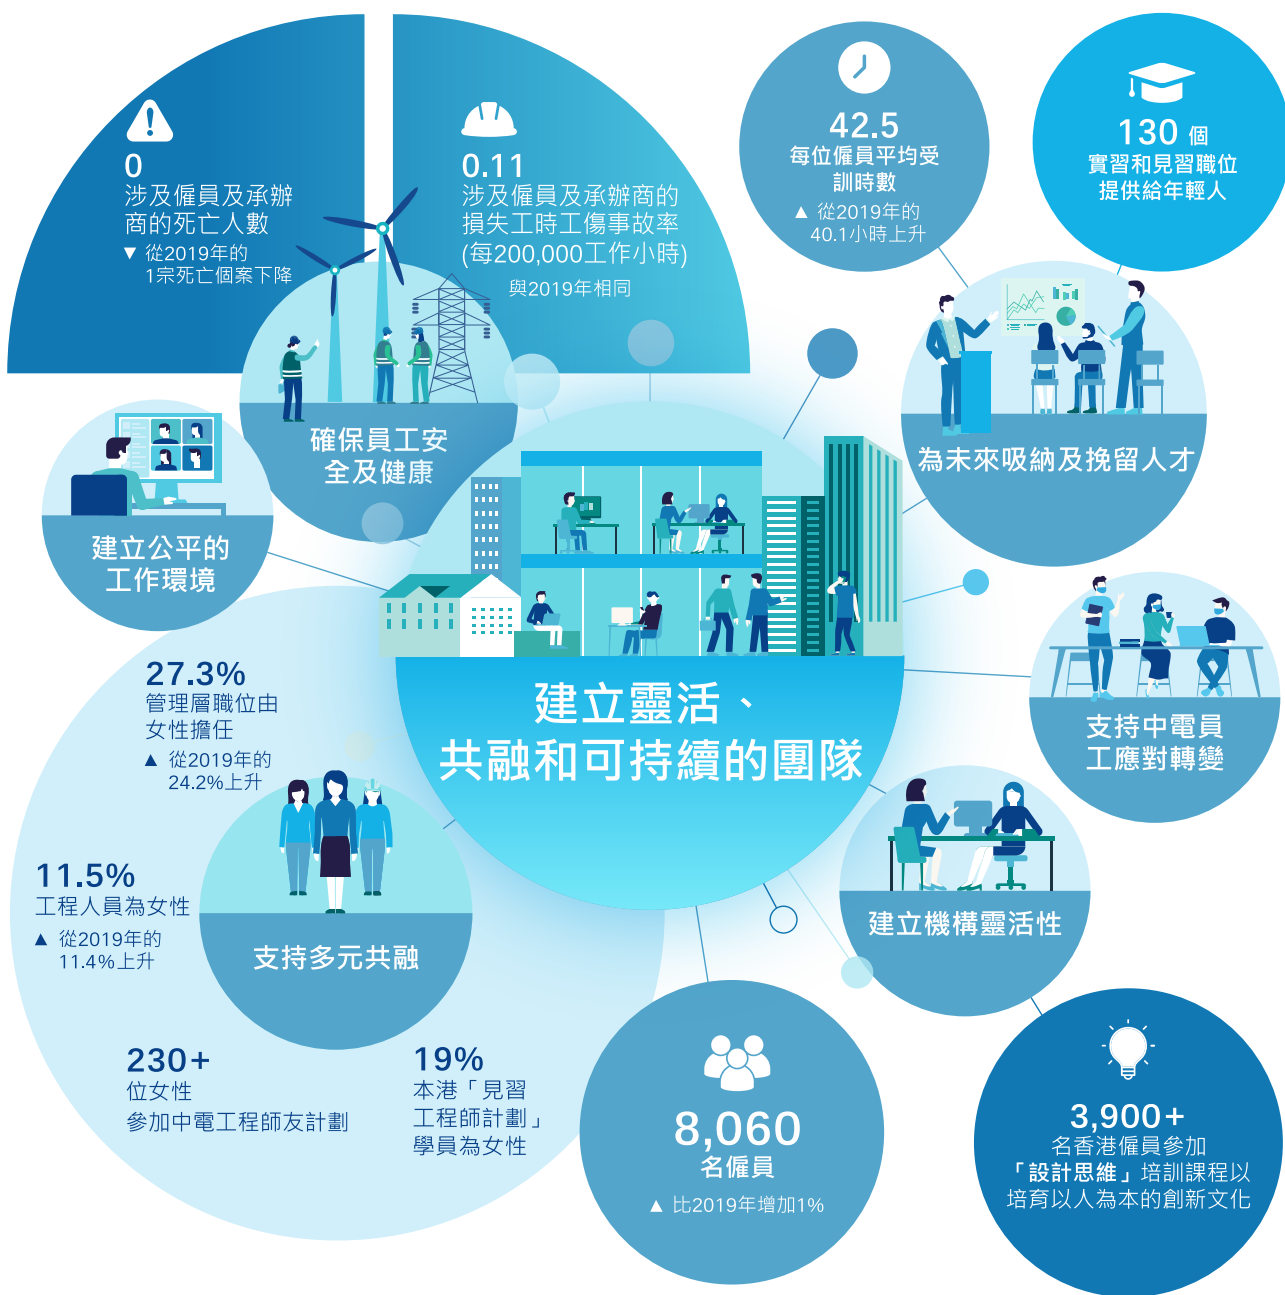 0
涉及僱員及承辦
商的死亡人數
▼ 從2019年的
1宗死亡個案下降
0.11
涉及僱員及承辦商的
損失工時工傷事故率
(每200,000工作小時)
與2019年相同
42.5
每位僱員平均受
訓時數
▲ 從2019年的
40.1小時上升
130 個
實習和見習職位
提供給年輕人
確保員工安
全及健康
為未來吸納及挽留人才
建立公平的
工作環境
27.3%
管理層職位由
女性擔任
▲ 從2019年的
24.2%上升
建立靈活、
共融和可持續的團隊
支持中電員
工應對轉變
11.5%
工程人員為女性
▲ 從2019年的
11.4%上升
支持多元共融
建立機構靈活性
230+
位女性
參加中電工程師友計劃
19%
本港「見習
工程師計劃」
學員為女性
8,060
名僱員
▲ 比2019年增加1%
3,900+
名香港僱員參加
「設計思維」培訓課程以
培育以人為本的創新文化